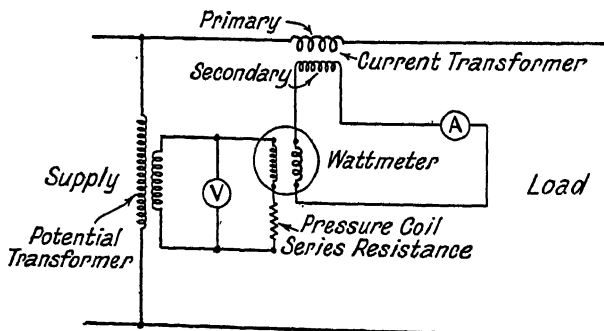 Primary
Current Transformer
Secondary
A
Wattmeter
Supply
V
Load
Potential
Transformer
Pressure Coil
Series Resistance